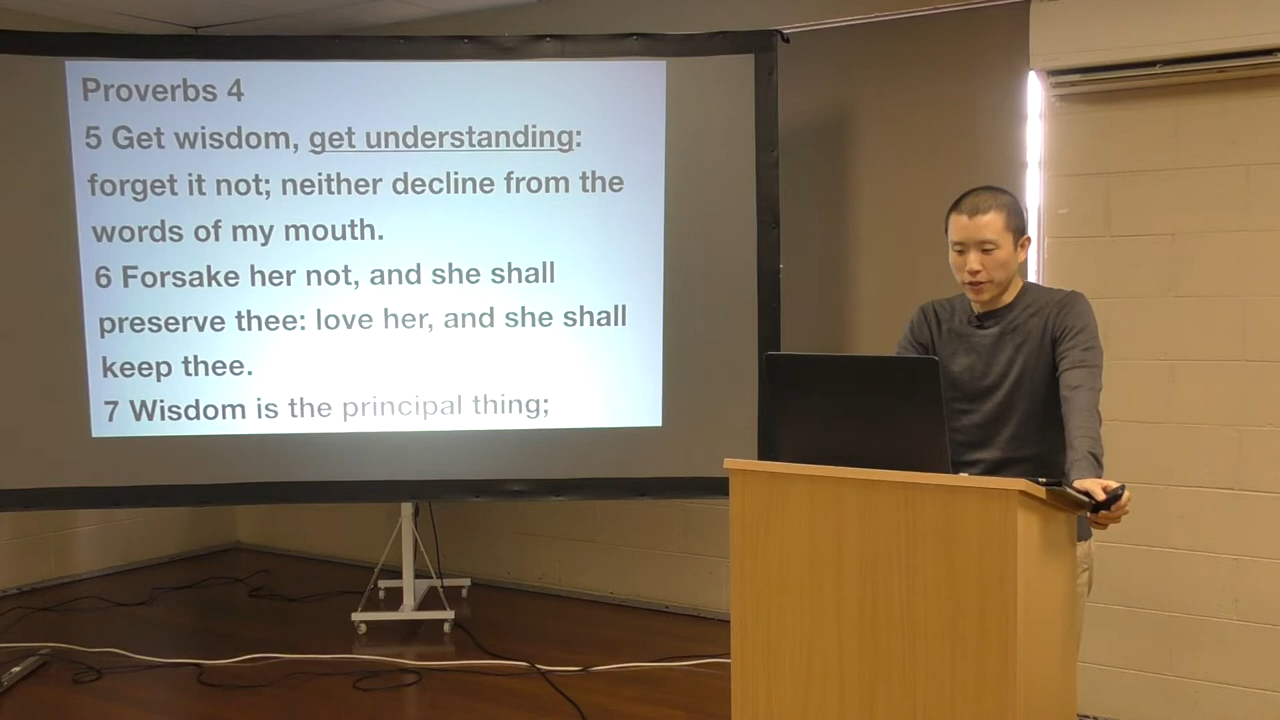 Proverbs 4
5 Get wisdom, get understanding:
forget it not; neither decline from the
words of my mouth.
6 Forsake her not, and she shall
preserve thee: love her, and she shall
keep thee.
7 Wisdom is the principal thing;